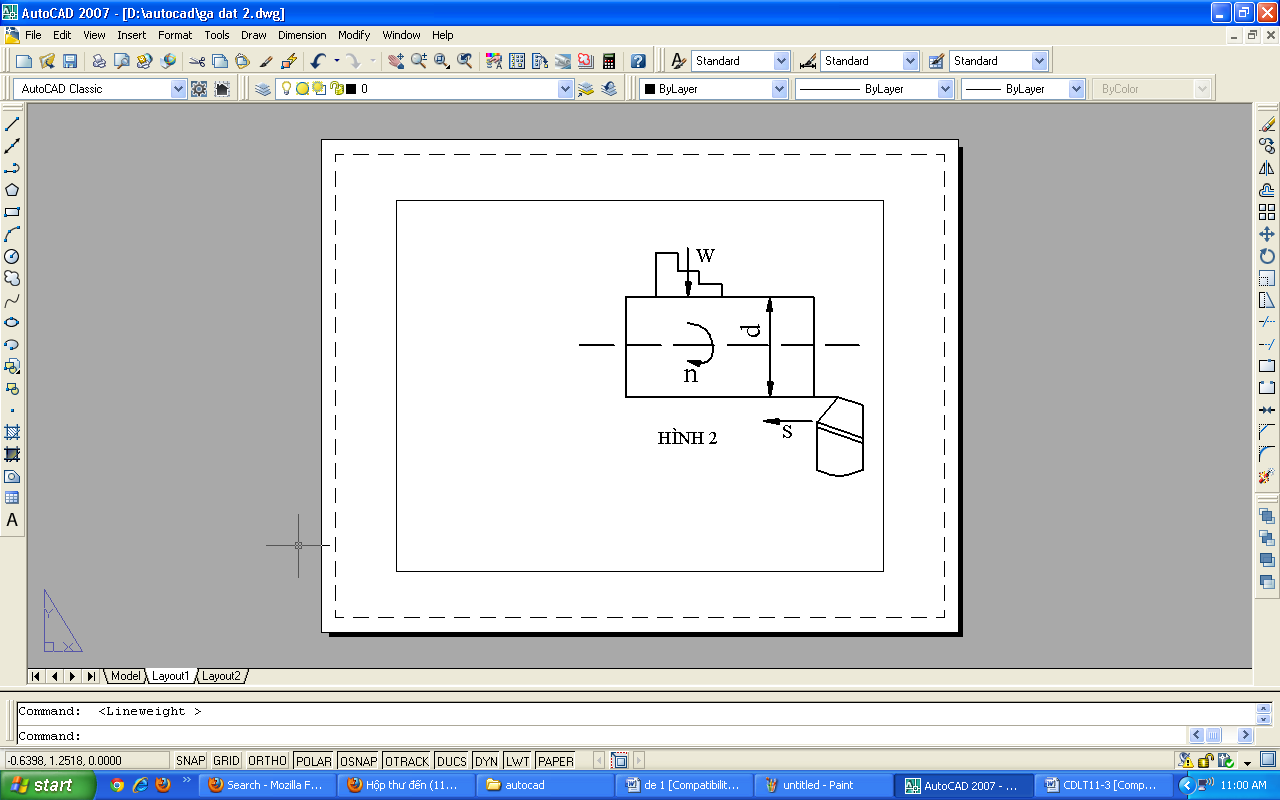 AutoCAD 2007 - [D:\autocad\ga dat 2.dwg]
File Edit View Insert Format Tools Draw Dimension Modify Window Help
Standard Standard Standard
AutoCAD Classic 0 ByLayer ByLayer ByLayer ByColor
W
d
n
S
HÌNH 2
Y
X
Model Layout1 Layout2
Command: <Lineweight >
Command:
-0.6398, 1.2518, 0.0000 SNAP GRID ORTHO POLAR OSNAP OTRACK DUCS DYN LWT PAPER
start Search - Mozilla F... Hộp thư đến (11... autocad de 1 [Compatibilit... untitled - Paint AutoCAD 2007 - ... CDLT11-3 [Comp... 11:00 AM